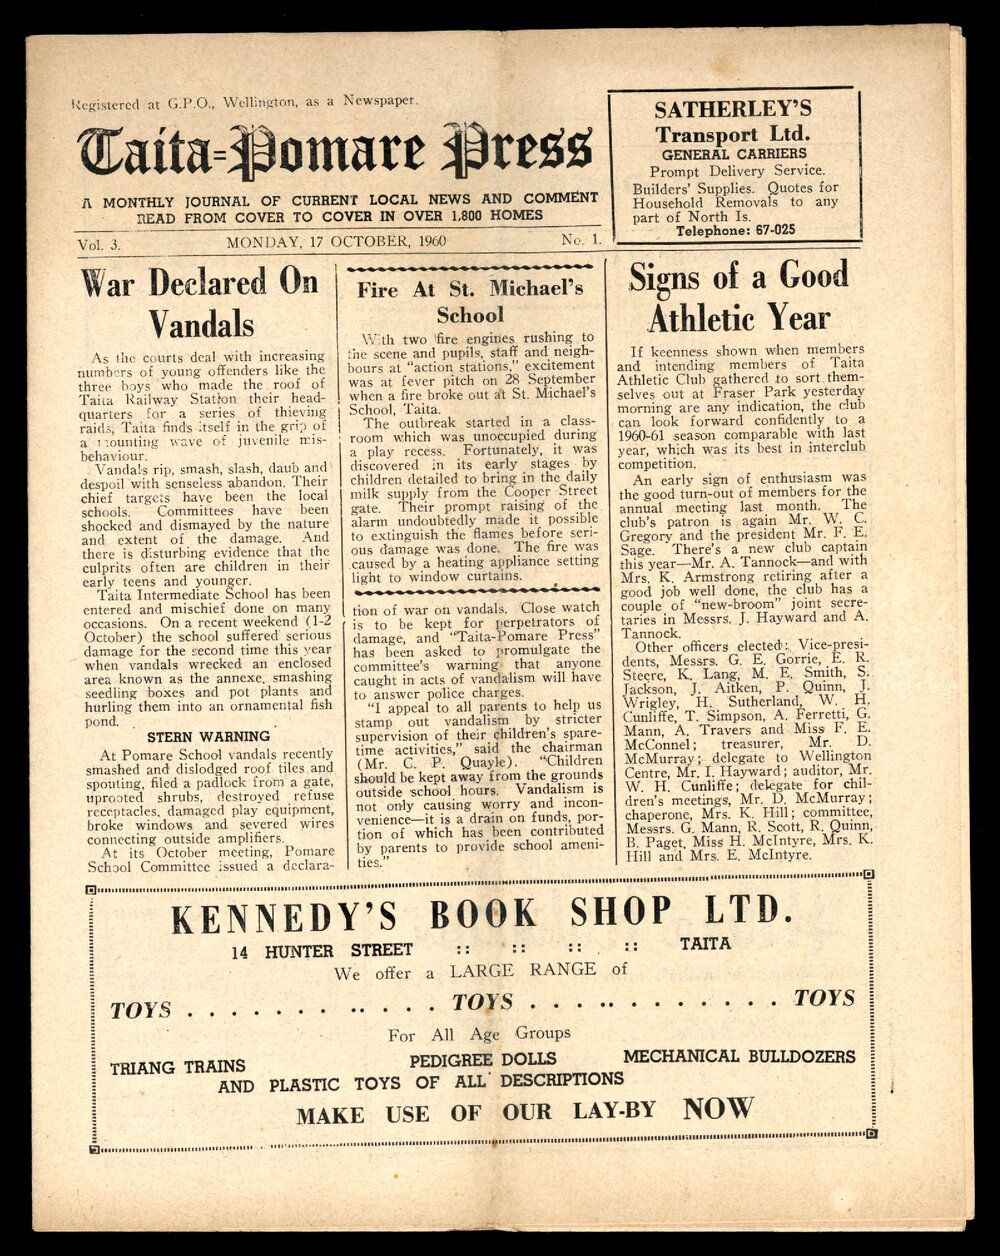 Registered at G.P.O., Wellington, as a Newspaper.
Taita=Pomare Press
A MONTHLY JOURNAL OF CURRENT LOCAL NEWS AND COMMENT
READ FROM COVER TO COVER IN OVER 1,800 HOMES
Vol. 3. MONDAY, 17 OCTOBER, 1960 No. 1.
SATHERLEY'S
Transport Ltd.
GENERAL CARRIERS
Prompt Delivery Service.
Builders' Supplies. Quotes for
Household Removals to any
part of North Is.
Telephone: 67-025
War Declared On
Vandals
As the courts deal with increasing
numbers of young offenders like the
three boys who made the roof of
Taita Railway Station their head-
quarters for a series of thieving
raids, Taita finds itself in the grip of
a mounting wave of juvenile mis-
behaviour.
Vandals rip, smash, slash, daub and
despoil with senseless abandon. Their
chief targets have been the local
schools. Committees have been
shocked and dismayed by the nature
and extent of the damage. And
there is disturbing evidence that the
culprits often are children in their
early teens and younger.
Taita Intermediate School has been
entered and mischief done on many
occasions. On a recent weekend (1-2
October) the school suffered serious
damage for the second time this year
when vandals wrecked an enclosed
area known as the annexe, smashing
seedling boxes and pot plants and
hurling them into an ornamental fish
pond.
STERN WARNING
At Pomare School vandals recently
smashed and dislodged roof tiles and
spouting, filed a padlock from a gate,
uprooted shrubs, destroyed refuse
receptacles, damaged play equipment,
broke windows and severed wires
connecting outside amplifiers.
At its October meeting, Pomare
School Committee issued a declara-
Fire At St. Michael's
School
With two fire engines rushing to
the scene and pupils, staff and neigh-
bours at "action stations," excitement
was at fever pitch on 28 September
when a fire broke out at St. Michael's
School, Taita.
The outbreak started in a class-
room which was unoccupied during
a play recess. Fortunately, it was
discovered in its early stages by
children detailed to bring in the daily
milk supply from the Cooper Street
gate. Their prompt raising of the
alarm undoubtedly made it possible
to extinguish the flames before seri-
ous damage was done. The fire was
caused by a heating appliance setting
light to window curtains.
tion of war on vandals. Close watch
is to be kept for perpetrators of
damage, and "Taita-Pomare Press"
has been asked to promulgate the
committee's warning that anyone
caught in acts of vandalism will have
to answer police charges.
"I appeal to all parents to help us
stamp out vandalism by stricter
supervision of their children's spare-
time activities," said the chairman
(Mr. C. P. Quayle). "Children
should be kept away from the grounds
outside school hours. Vandalism is
not only causing worry and incon-
venience—it is a drain on funds, por-
tion of which has been contributed
by parents to provide school ameni-
ties."
Signs of a Good
Athletic Year
If keenness shown when members
and intending members of Taita
Athletic Club gathered to sort them-
selves out at Fraser Park yesterday
morning are any indication, the club
can look forward confidently to a
1960-61 season comparable with last
year, which was its best in interclub
competition.
An early sign of enthusiasm was
the good turn-out of members for the
annual meeting last month. The
club's patron is again Mr. W. C.
Gregory and the president Mr. F. E.
Sage. There's a new club captain
this year—Mr. A. Tannock—and with
Mrs. K. Armstrong retiring after a
good job well done, the club has a
couple of "new-broom" joint secre-
taries in Messrs. J. Hayward and A.
Tannock.
Other officers elected: Vice-presi-
dents, Messrs. G. E. Gorrie, E. R.
Steere, K. Lang, M. E. Smith, S.
Jackson, J. Aitken, P. Quinn, J.
Wrigley, H. Sutherland, W. H.
Cunliffe, T. Simpson, A. Ferretti, G.
Mann, A. Travers and Miss F. E.
McConnel; treasurer, Mr. D.
McMurray; delegate to Wellington
Centre, Mr. I. Hayward; auditor, Mr.
W. H. Cunliffe; delegate for chil-
dren's meetings, Mr. D. McMurray;
chaperone, Mrs. K. Hill; committee,
Messrs. G. Mann, R. Scott, R. Quinn,
B. Paget, Miss H. McIntyre, Mrs. K.
Hill and Mrs. E. McIntyre.
KENNEDY'S BOOK SHOP LTD.
14 HUNTER STREET :: :: :: :: TAITA
We offer a LARGE RANGE of
TOYS . . . . . . . . .. . . . . TOYS . . . . .. . . . . . . . . TOYS
For All Age Groups
TRIANG TRAINS PEDIGREE DOLLS MECHANICAL BULLDOZERS
AND PLASTIC TOYS OF ALL DESCRIPTIONS
MAKE USE OF OUR LAY-BY NOW